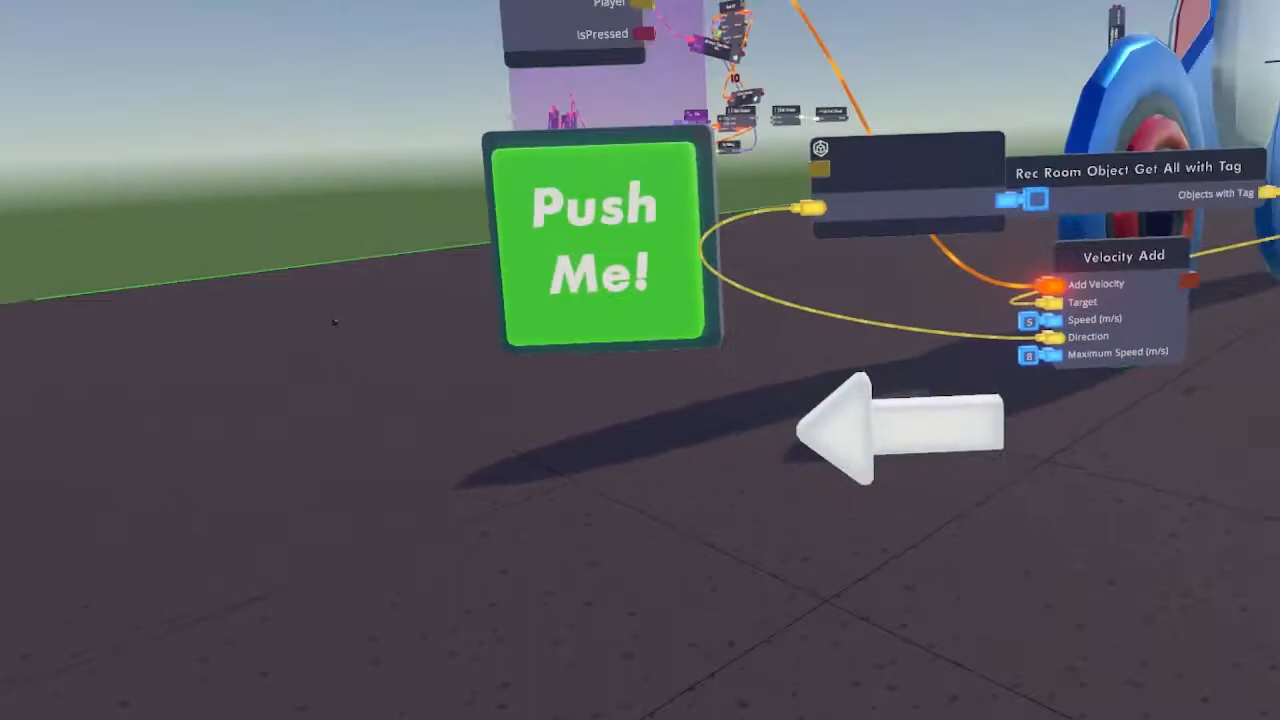 Player
IsPressed
Push
Me!
Rec Room Object Get All with Tag
Objects with Tag
Velocity Add
Add Velocity
Target
5 Speed (m/s)
Direction
8 Maximum Speed (m/s)